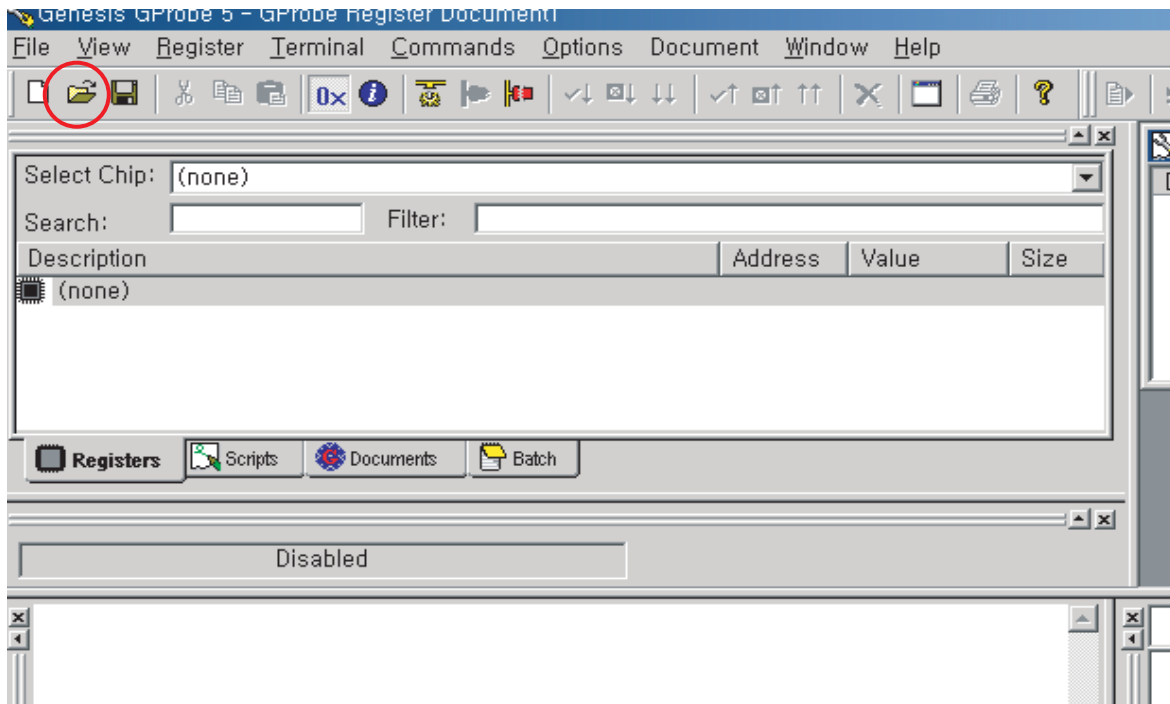 Genesis GProbe 5 - GProbe Register Document1
File View Register Terminal Commands Options Document Window Help
0x
Select Chip: (none)
Search: Filter:
Description Address Value Size
(none)
Registers Scripts Documents Batch
Disabled